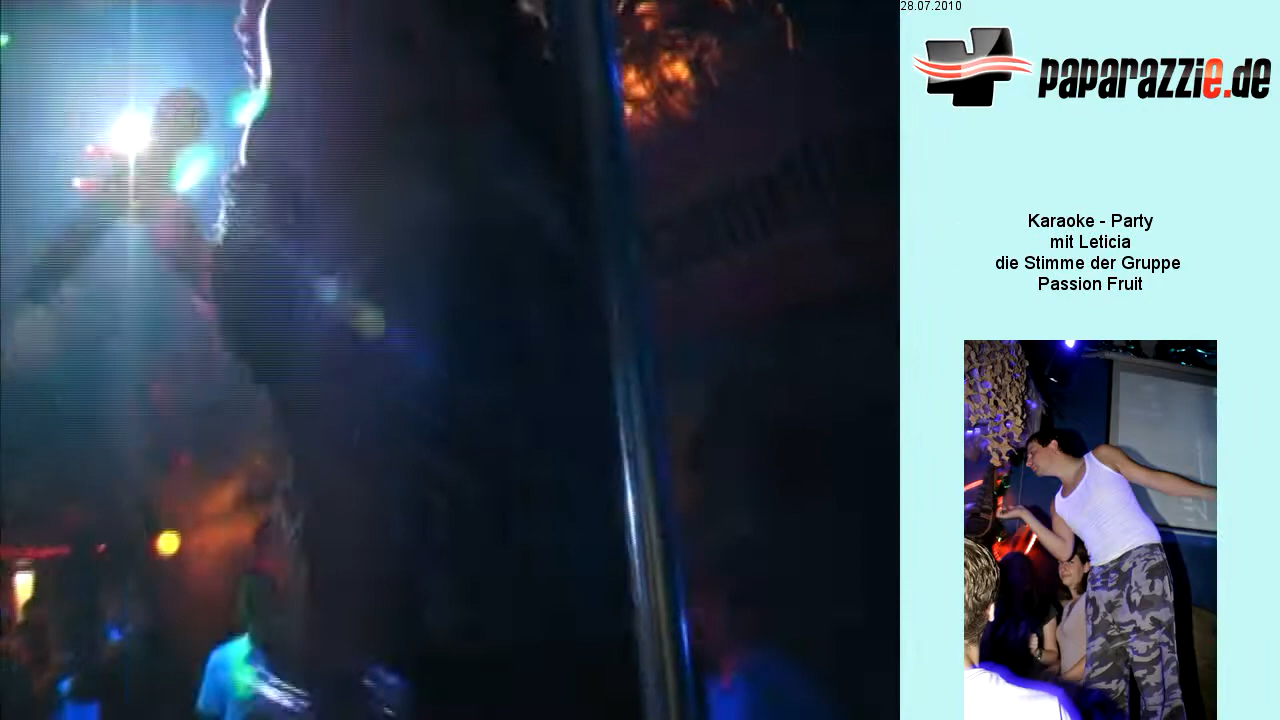 28.07.2010
paparazzie.de
Karaoke - Party
mit Leticia
die Stimme der Gruppe
Passion Fruit